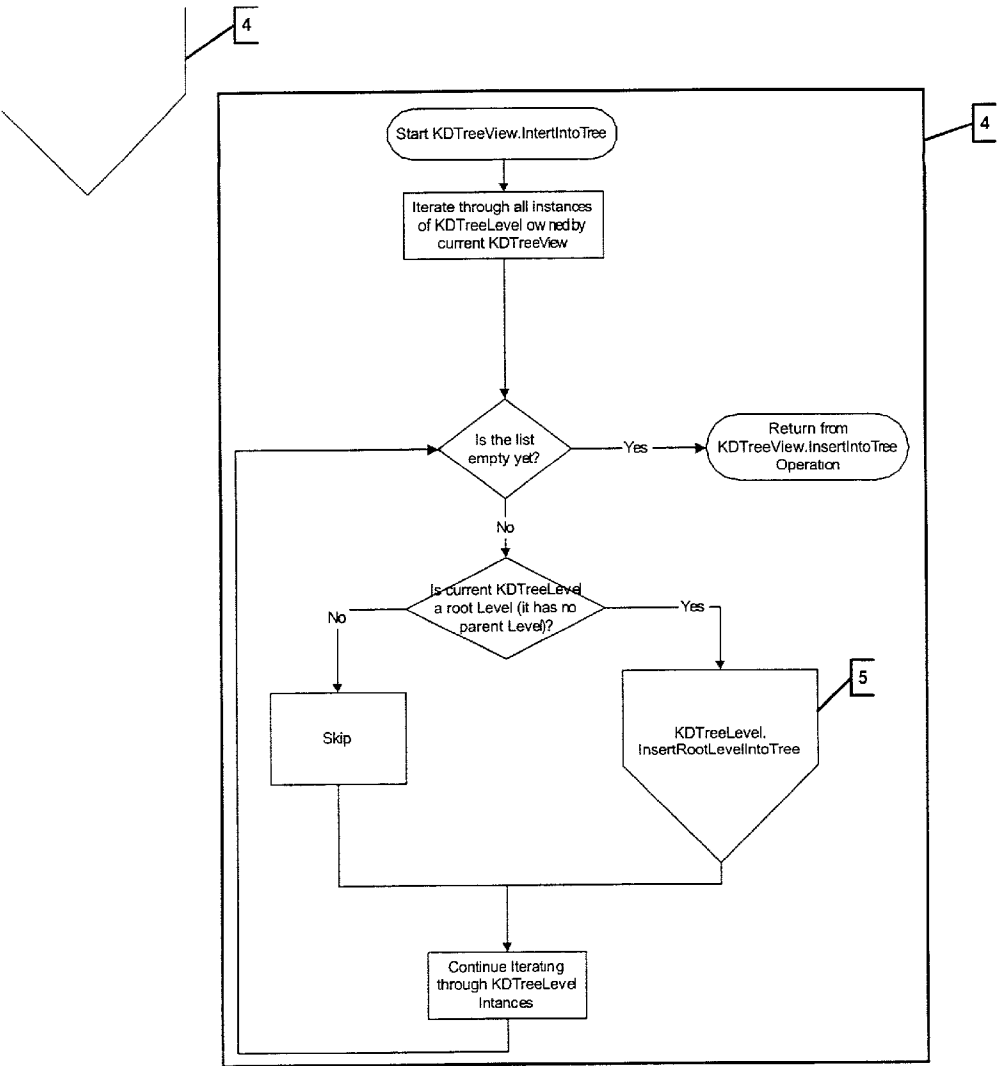 4
4
Start KDTreeView.IntertIntoTree
Iterate through all instances
of KDTreeLevel owned by
current KDTreeView
Is the list
empty yet?
Yes
Return from
KDTreeView.InsertIntoTree
Operation
No
Is current KDTreeLevel
a root Level (it has no
parent Level)?
No
Yes
5
Skip
KDTreeLevel.
InsertRootLevelIntoTree
Continue Iterating
through KDTreeLevel
Intances